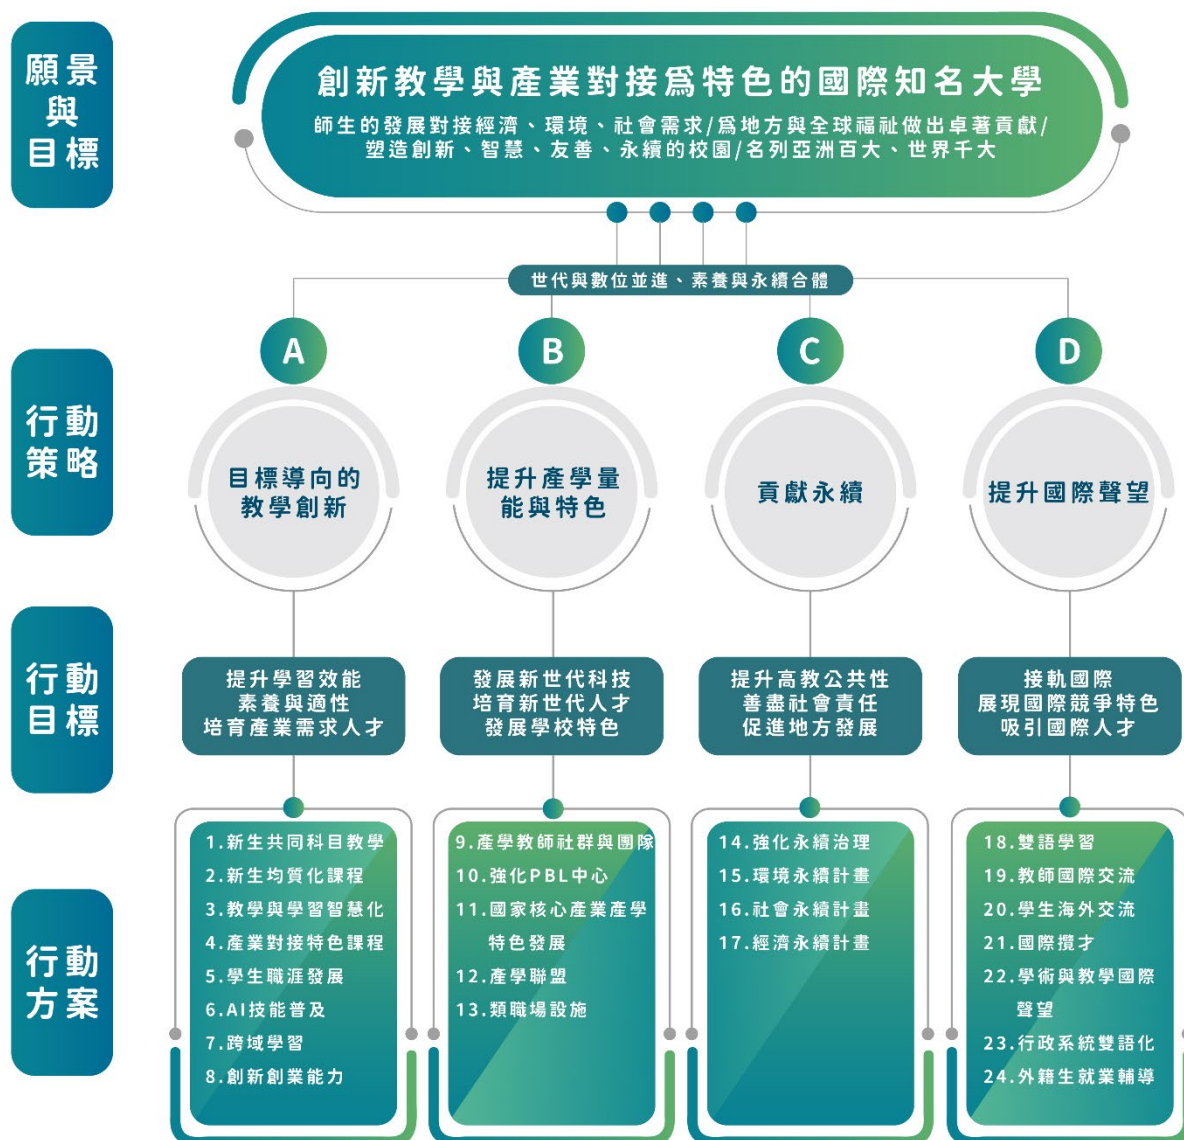 願景
與
目標
創新教學與產業對接爲特色的國際知名大學
師生的發展對接經濟、環境、社會需求/爲地方與全球福祉做出卓著貢獻/
塑造創新、智慧、友善、永續的校園/名列亞洲百大、世界千大
世代與數位並進、素養與永續合體
行動
策略
A
目標導向的
教學創新
B
提升產學量
能與特色
C
貢獻永續
D
提升國際聲望
行動
目標
提升學習效能
素養與適性
培育產業需求人才
發展新世代科技
培育新世代人才
發展學校特色
提升高教公共性
善盡社會責任
促進地方發展
接軌國際
展現國際競爭特色
吸引國際人才
行動
方案
1.新生共同科目教學
2.新生均質化課程
3.教學與學習智慧化
4.產業對接特色課程
5.學生職涯發展
6.AI技能普及
7.跨域學習
8.創新創業能力
9.產學教師社群與團隊
10.強化PBL中心
11.國家核心產業產學
特色發展
12.產學聯盟
13.類職場設施
14.強化永續治理
15.環境永續計畫
16.社會永續計畫
17.經濟永續計畫
18.雙語學習
19.教師國際交流
20.學生海外交流
21.國際攬才
22.學術與教學國際
聲望
23.行政系統雙語化
24.外籍生就業輔導